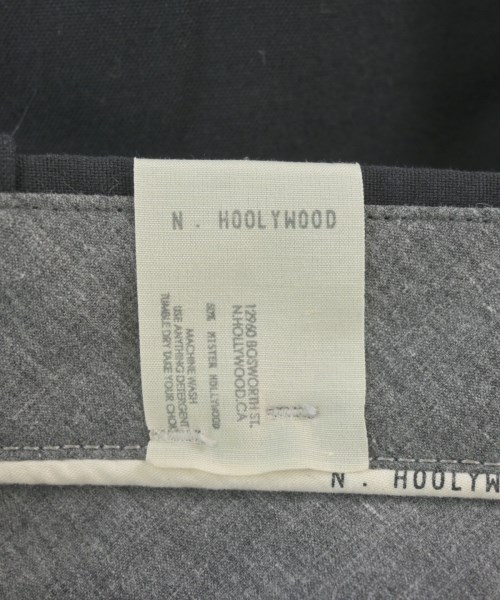 N . HOOLYWOOD
12960 BOSWORTH ST.
N.HOLLYWOOD.CA
50% MISTER HOLLYWOOD
MACHINE WASH
USE ANYTHING DETERGENT
TUMBLE DRY TAKE YOUR CHOI
N . HOOLYW